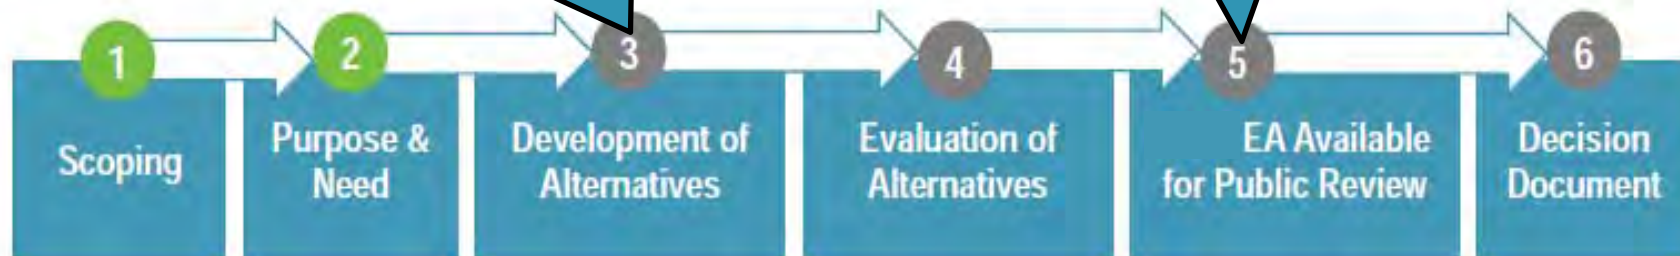 1
Scoping
2
Purpose &
Need
3
Development of
Alternatives
4
Evaluation of
Alternatives
5
EA Available
for Public Review
6
Decision
Document